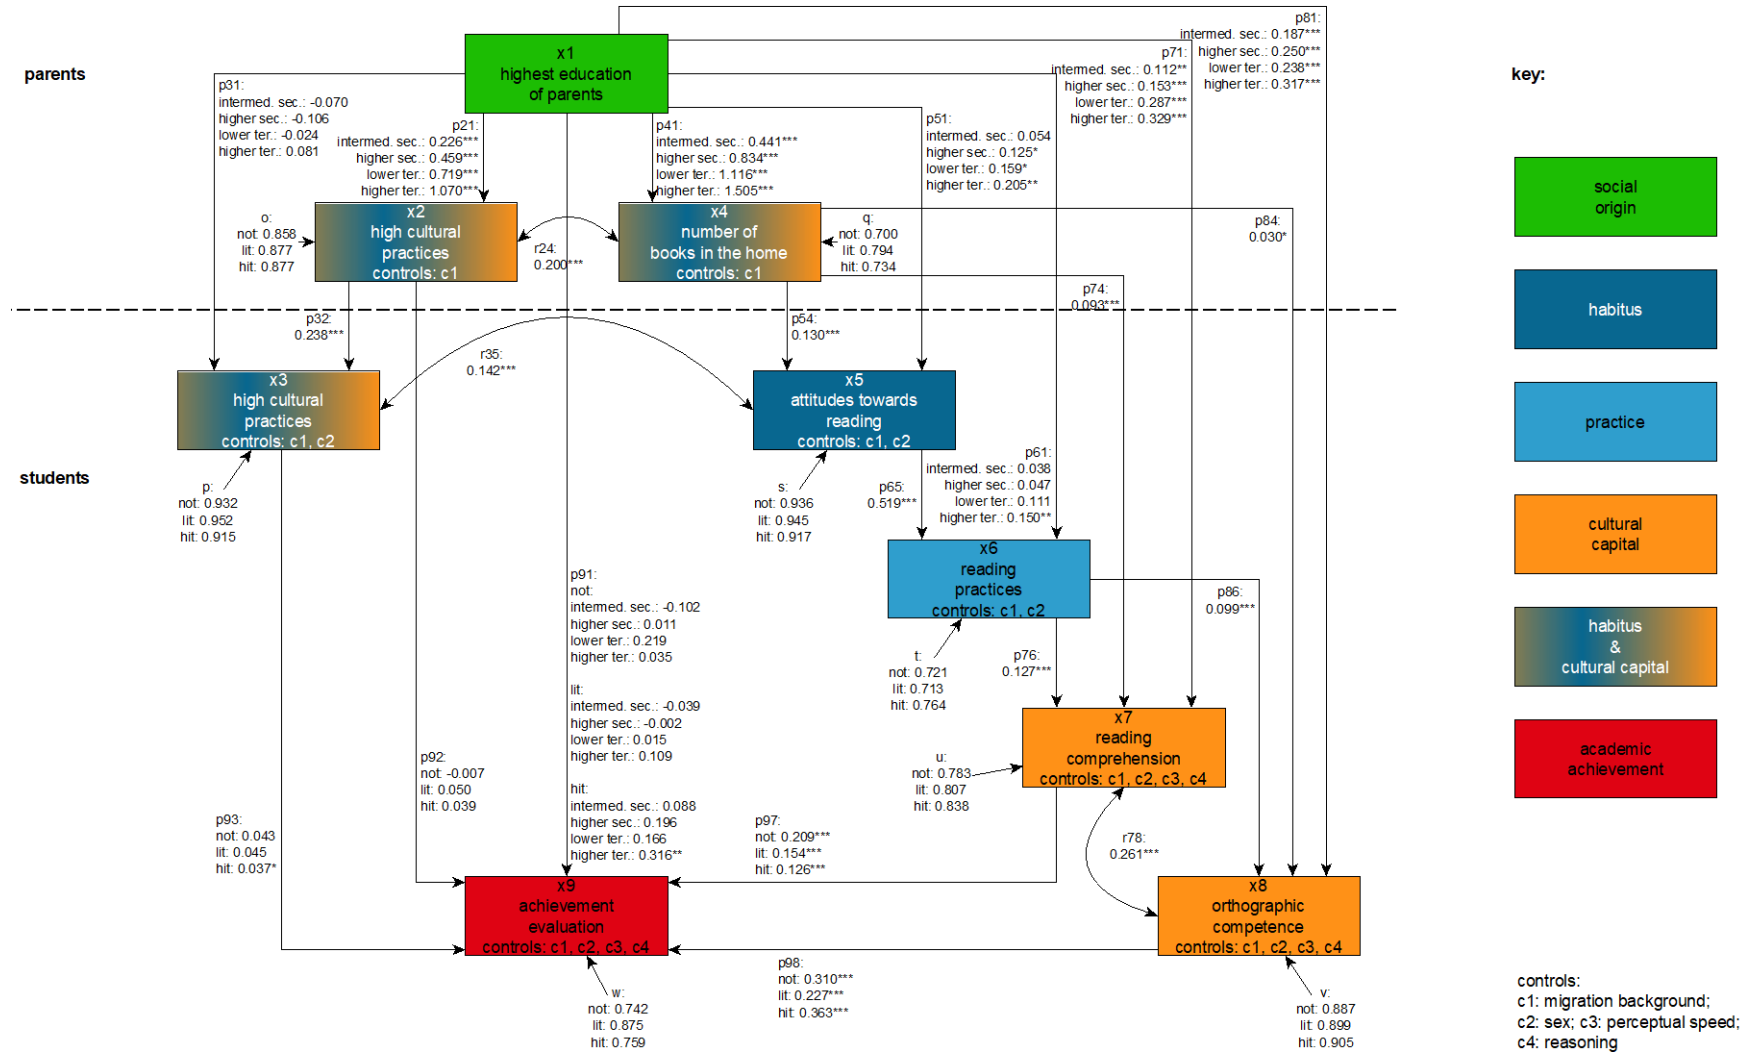 parents
students
x1
highest education
of parents
p31:
intermed. sec.: -0.070
higher sec.: -0.106
lower ter.: -0.024
higher ter.: 0.081
p21:
intermed. sec.: 0.226***
higher sec.: 0.459***
lower ter.: 0.719***
higher ter.: 1.070***
p41:
intermed. sec.: 0.441***
higher sec.: 0.834***
lower ter.: 1.116***
higher ter.: 1.505***
p51:
intermed. sec.: 0.054
higher sec.: 0.125*
lower ter.: 0.159*
higher ter.: 0.205**
p71:
intermed. sec.: 0.112**
higher sec.: 0.153***
lower ter.: 0.287***
higher ter.: 0.329***
p81:
intermed. sec.: 0.187***
higher sec.: 0.250***
lower ter.: 0.238***
higher ter.: 0.317***
o:
not: 0.858
lit: 0.877
hit: 0.877
x2
high cultural
practices
controls: c1
r24:
0.200***
x4
number of
books in the home
controls: c1
q:
not: 0.700
lit: 0.794
hit: 0.734
p84:
0.030*
p74:
0.093***
p32:
0.238***
p54:
0.130***
r35:
0.142***
x3
high cultural
practices
controls: c1, c2
x5
attitudes towards
reading
controls: c1, c2
p:
not: 0.932
lit: 0.952
hit: 0.915
s:
not: 0.936
lit: 0.945
hit: 0.917
p65:
0.519***
p61:
intermed. sec.: 0.038
higher sec.: 0.047
lower ter.: 0.111
higher ter.: 0.150**
x6
reading
practices
controls: c1, c2
p86:
0.099***
t:
not: 0.721
lit: 0.713
hit: 0.764
p76:
0.127***
p91:
not:
intermed. sec.: -0.102
higher sec.: 0.011
lower ter.: 0.219
higher ter.: 0.035
lit:
intermed. sec.: -0.039
higher sec.: -0.002
lower ter.: 0.015
higher ter.: 0.109
hit:
intermed. sec.: 0.088
higher sec.: 0.196
lower ter.: 0.166
higher ter.: 0.316**
x7
reading
comprehension
controls: c1, c2, c3, c4
u:
not: 0.783
lit: 0.807
hit: 0.838
p92:
not: -0.007
lit: 0.050
hit: 0.039
p93:
not: 0.043
lit: 0.045
hit: 0.037*
p97:
not: 0.209***
lit: 0.154***
hit: 0.126***
r78:
0.261***
x9
achievement
evaluation
controls: c1, c2, c3, c4
x8
orthographic
competence
controls: c1, c2, c3, c4
p98:
not: 0.310***
lit: 0.227***
hit: 0.363***
w:
not: 0.742
lit: 0.875
hit: 0.759
v:
not: 0.887
lit: 0.899
hit: 0.905
key:
social
origin
habitus
practice
cultural
capital
habitus
&
cultural capital
academic
achievement
controls:
c1: migration background;
c2: sex; c3: perceptual speed;
c4: reasoning